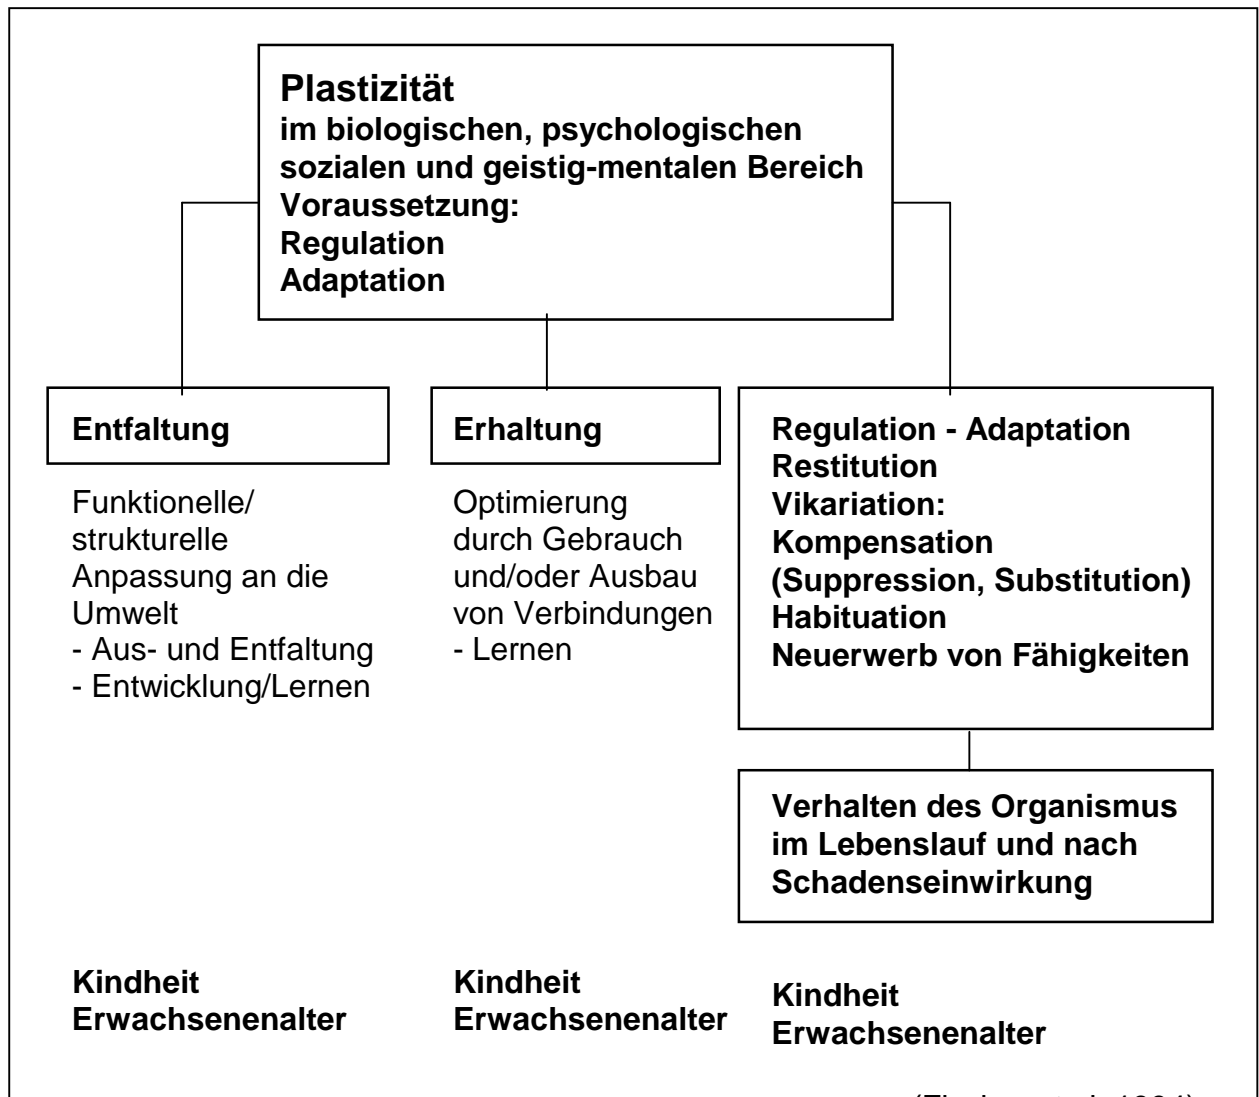 Plastizität
im biologischen, psychologischen
sozialen und geistig-mentalen Bereich
Voraussetzung:
Regulation
Adaptation
Entfaltung
Funktionelle/
strukturelle
Anpassung an die
Umwelt
- Aus- und Entfaltung
- Entwicklung/Lernen
Erhaltung
Optimierung
durch Gebrauch
und/oder Ausbau
von Verbindungen
- Lernen
Regulation - Adaptation
Restitution
Vikariation:
Kompensation
(Suppression, Substitution)
Habituation
Neuerwerb von Fähigkeiten
Verhalten des Organismus
im Lebenslauf und nach
Schadenseinwirkung
Kindheit
Erwachsenenalter
Kindheit
Erwachsenenalter
Kindheit
Erwachsenenalter